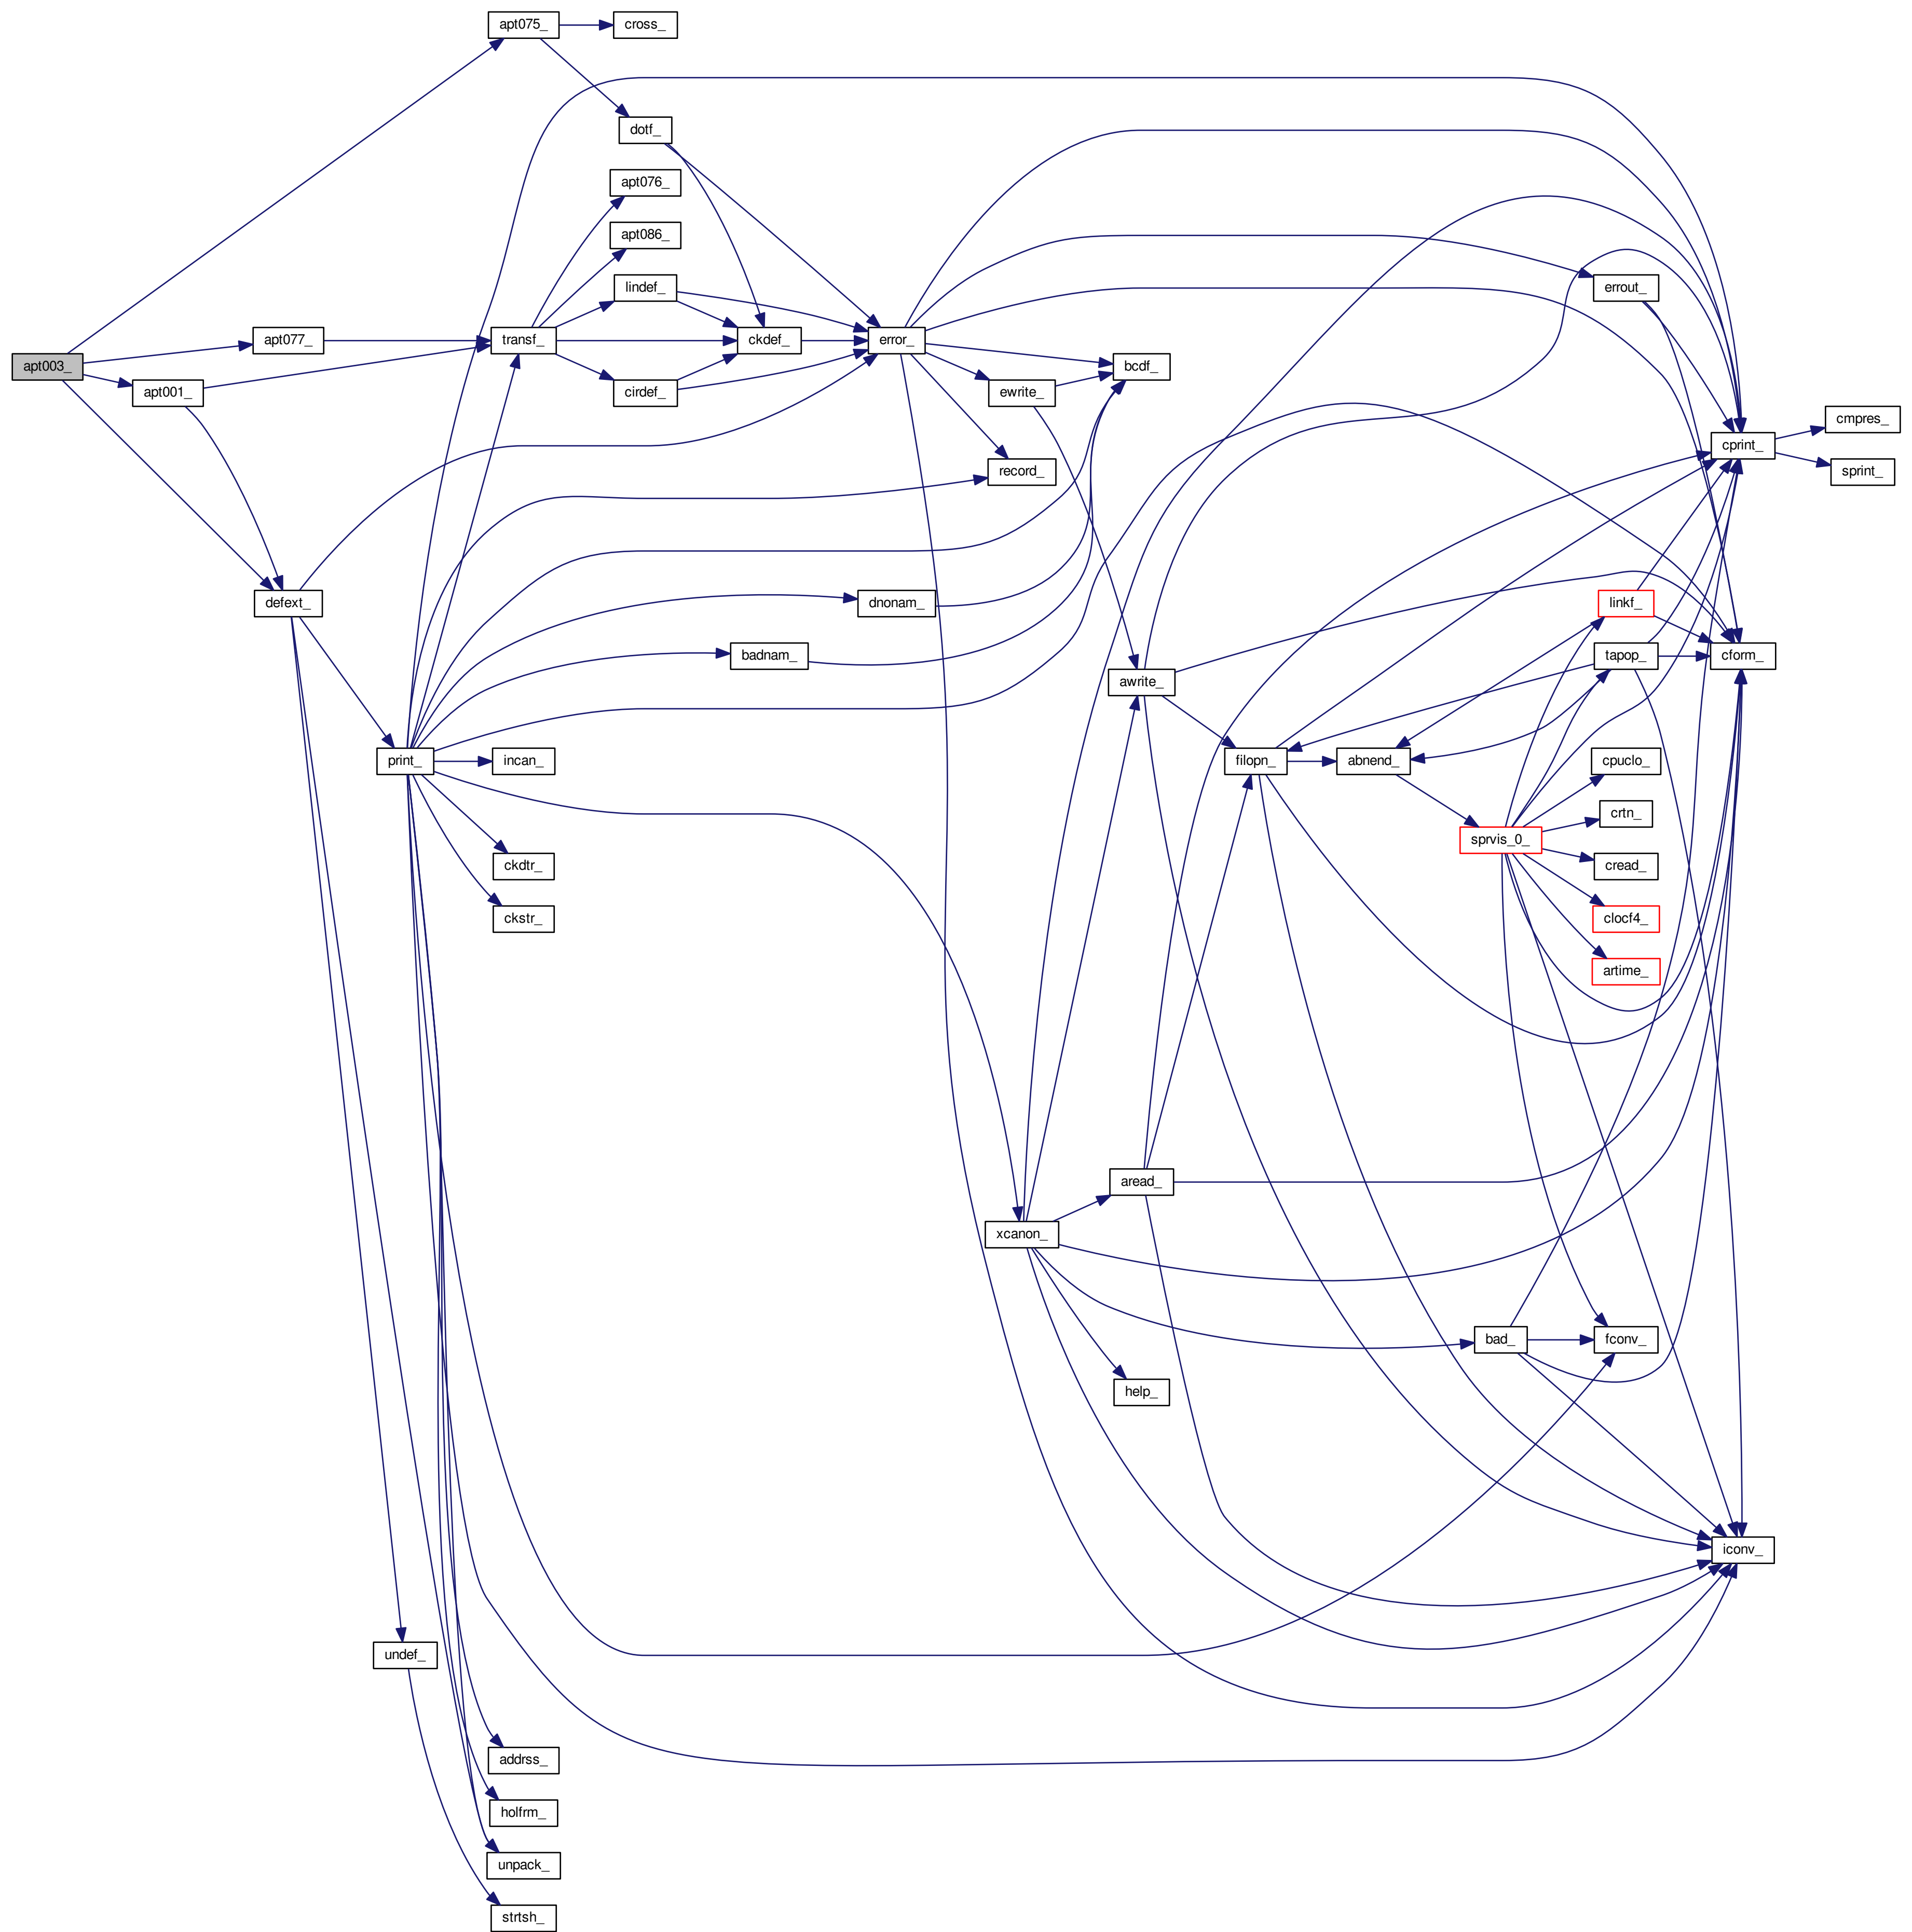 apt075_
cross_
dotf_
apt076_
apt086_
lindef_
errout_
apt077_
transf_
ckdef_
error_
apt003_
bcdf_
apt001_
cirdef_
ewrite_
cmpres_
cprint_
record_
sprint_
defext_
dnonam_
linkf_
badnam_
tapop_
cform_
awrite_
print_
incan_
filopn_
abnend_
cpuclo_
crtn_
sprvis_0_
ckdtr_
cread_
ckstr_
clocf4_
artime_
aread_
xcanon_
bad_
fconv_
help_
iconv_
undef_
addrss_
holfrm_
unpack_
strtsh_